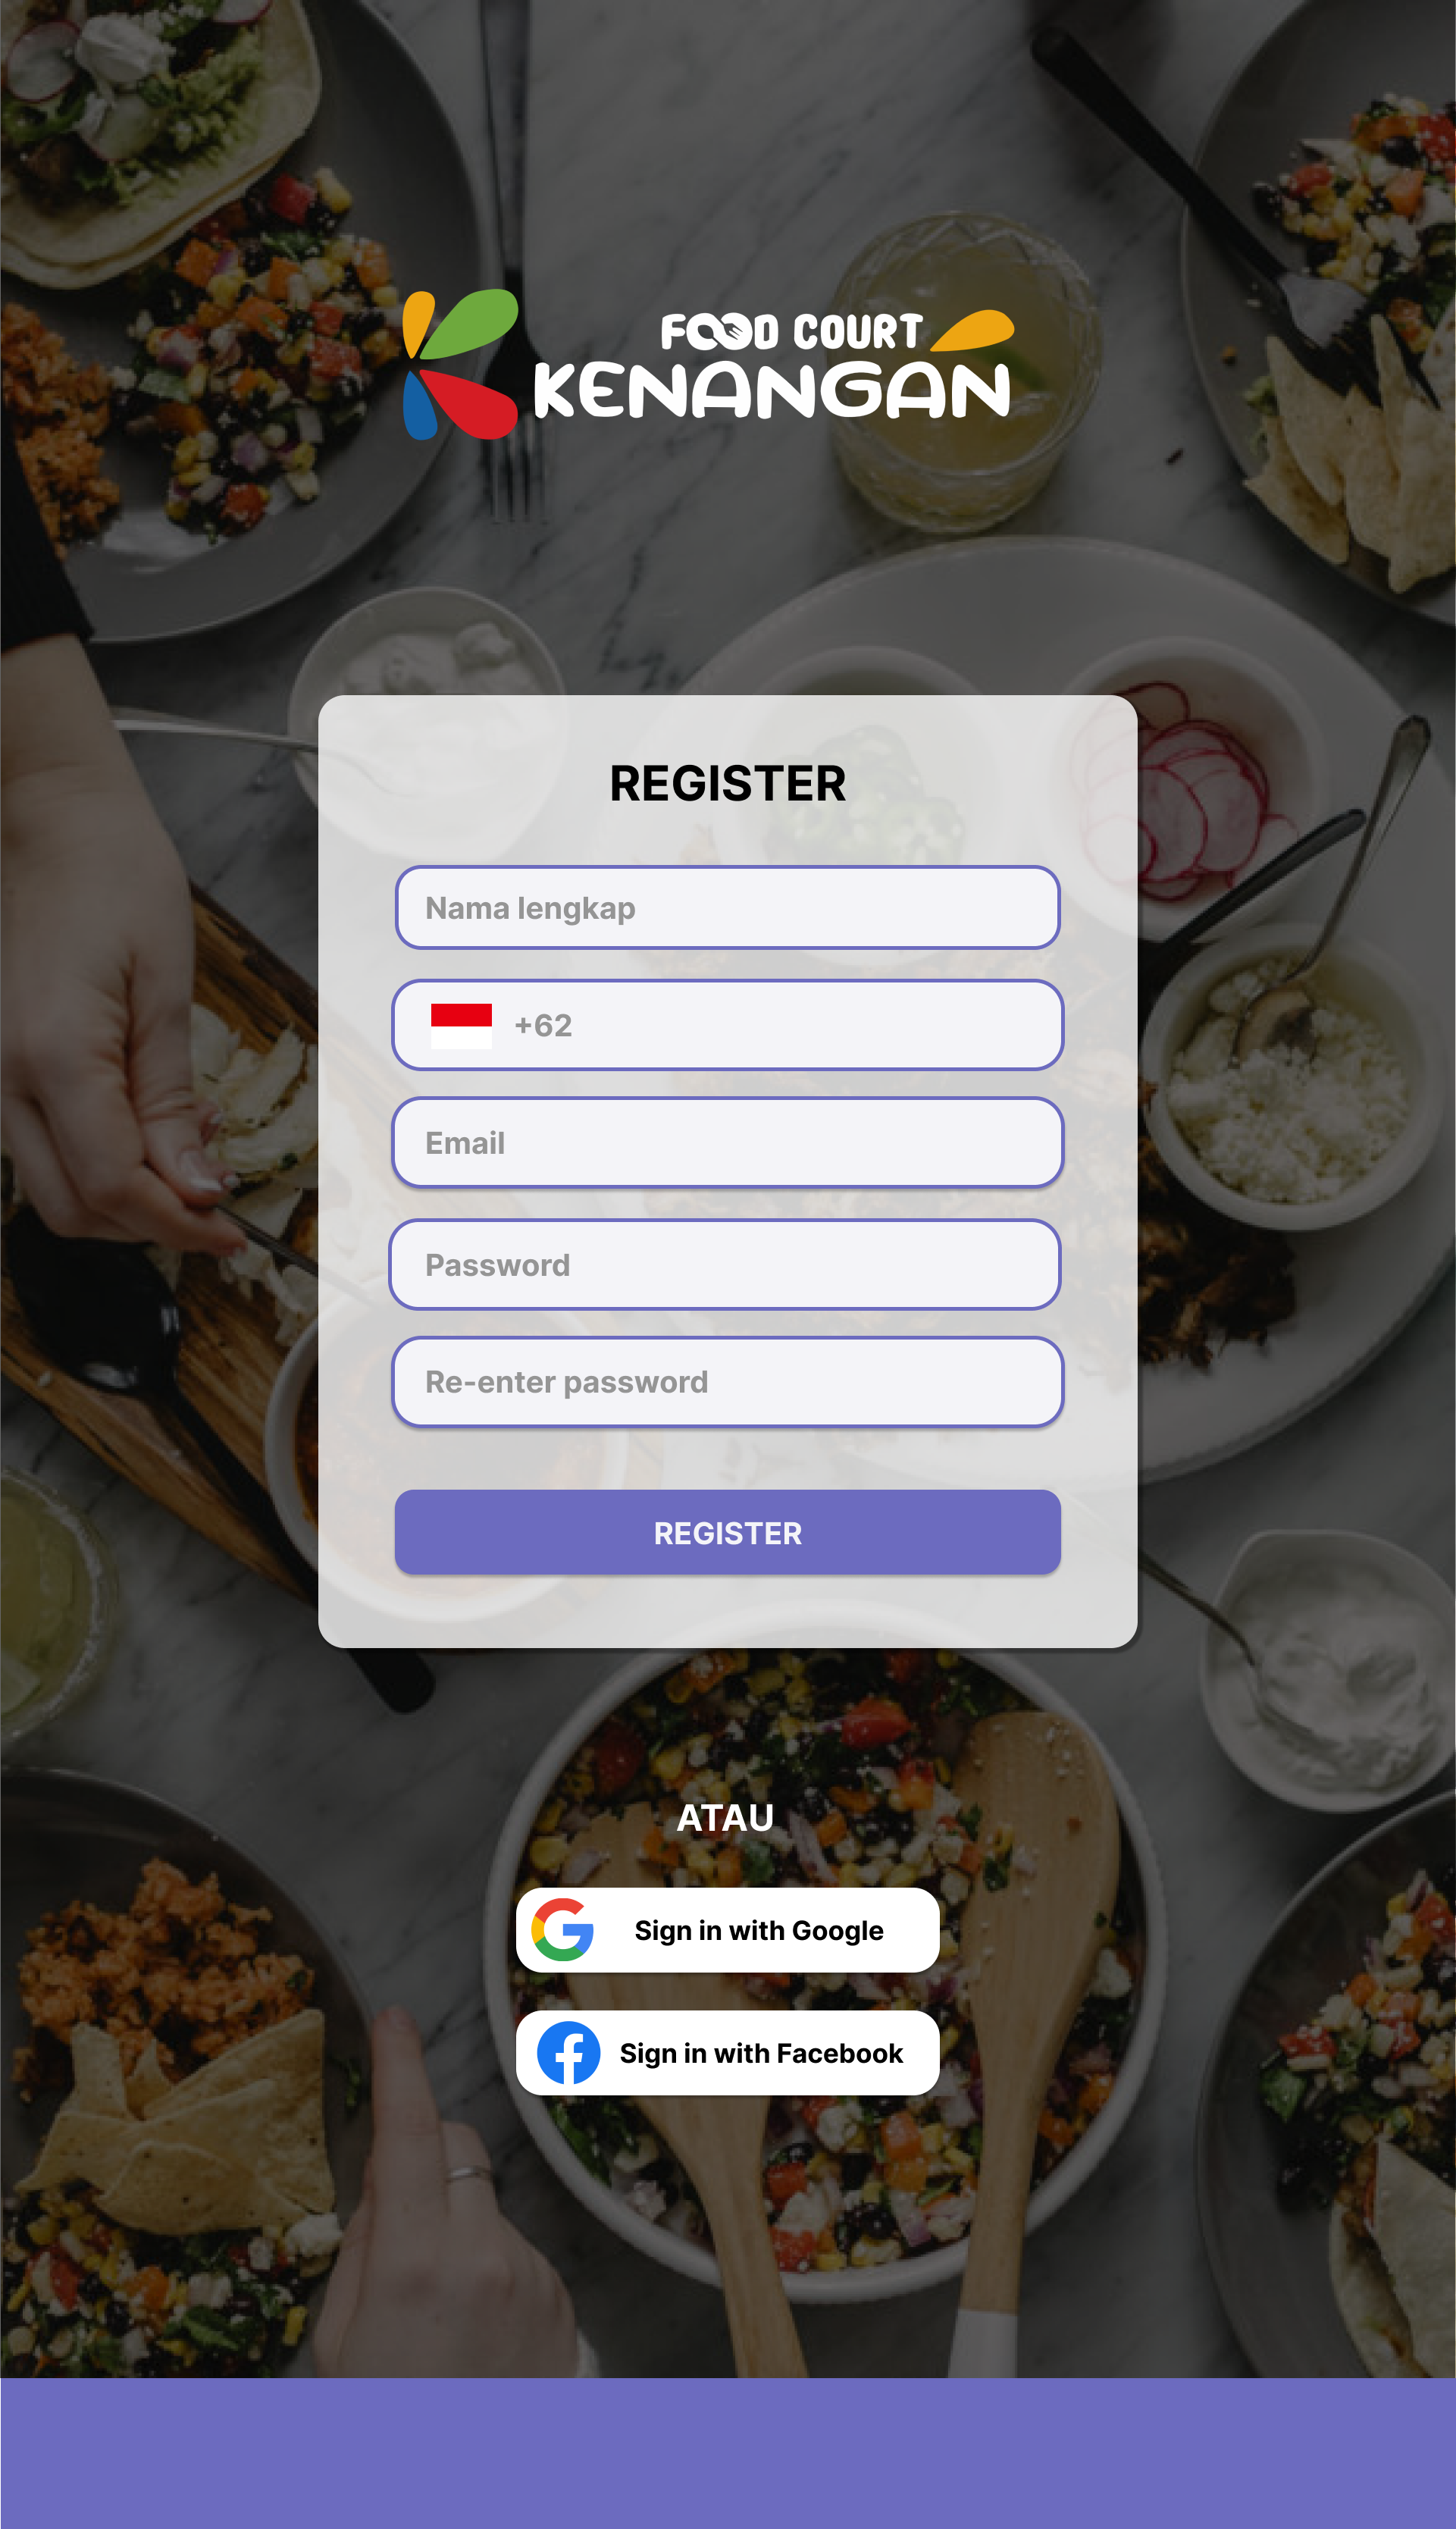 FOOD COURT
KENANGAN
REGISTER
Nama lengkap
+62
Email
Password
Re-enter password
REGISTER
ATAU
Sign in with Google
Sign in with Facebook